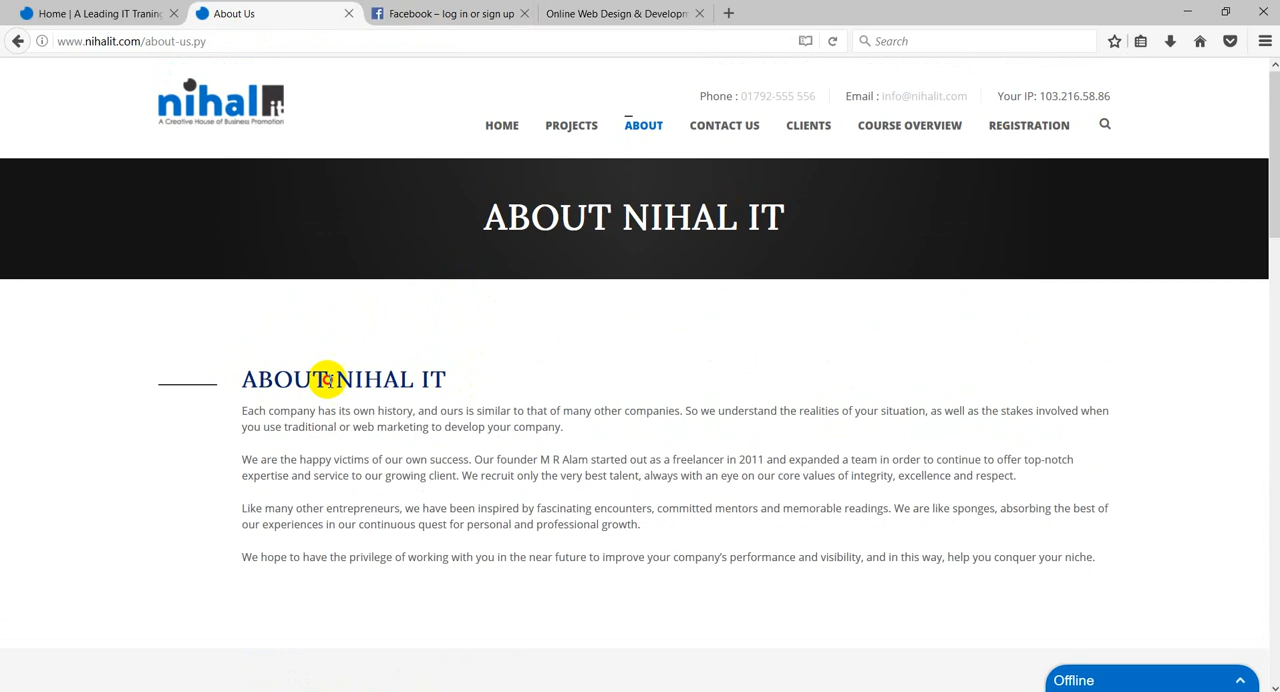 Home | A Leading IT Traning
About Us
Facebook – log in or sign up
Online Web Design & Developm
www.nihalit.com/about-us.py
Search
nihal it
A Creative House of Business Promotion
Phone : 01792-555 556
Email : info@nihalit.com
Your IP: 103.216.58.86
HOME
PROJECTS
ABOUT
CONTACT US
CLIENTS
COURSE OVERVIEW
REGISTRATION
ABOUT NIHAL IT
ABOUT NIHAL IT
Each company has its own history, and ours is similar to that of many other companies. So we understand the realities of your situation, as well as the stakes involved when
you use traditional or web marketing to develop your company.
We are the happy victims of our own success. Our founder M R Alam started out as a freelancer in 2011 and expanded a team in order to continue to offer top-notch
expertise and service to our growing client. We recruit only the very best talent, always with an eye on our core values of integrity, excellence and respect.
Like many other entrepreneurs, we have been inspired by fascinating encounters, committed mentors and memorable readings. We are like sponges, absorbing the best of
our experiences in our continuous quest for personal and professional growth.
We hope to have the privilege of working with you in the near future to improve your company’s performance and visibility, and in this way, help you conquer your niche.
Offline